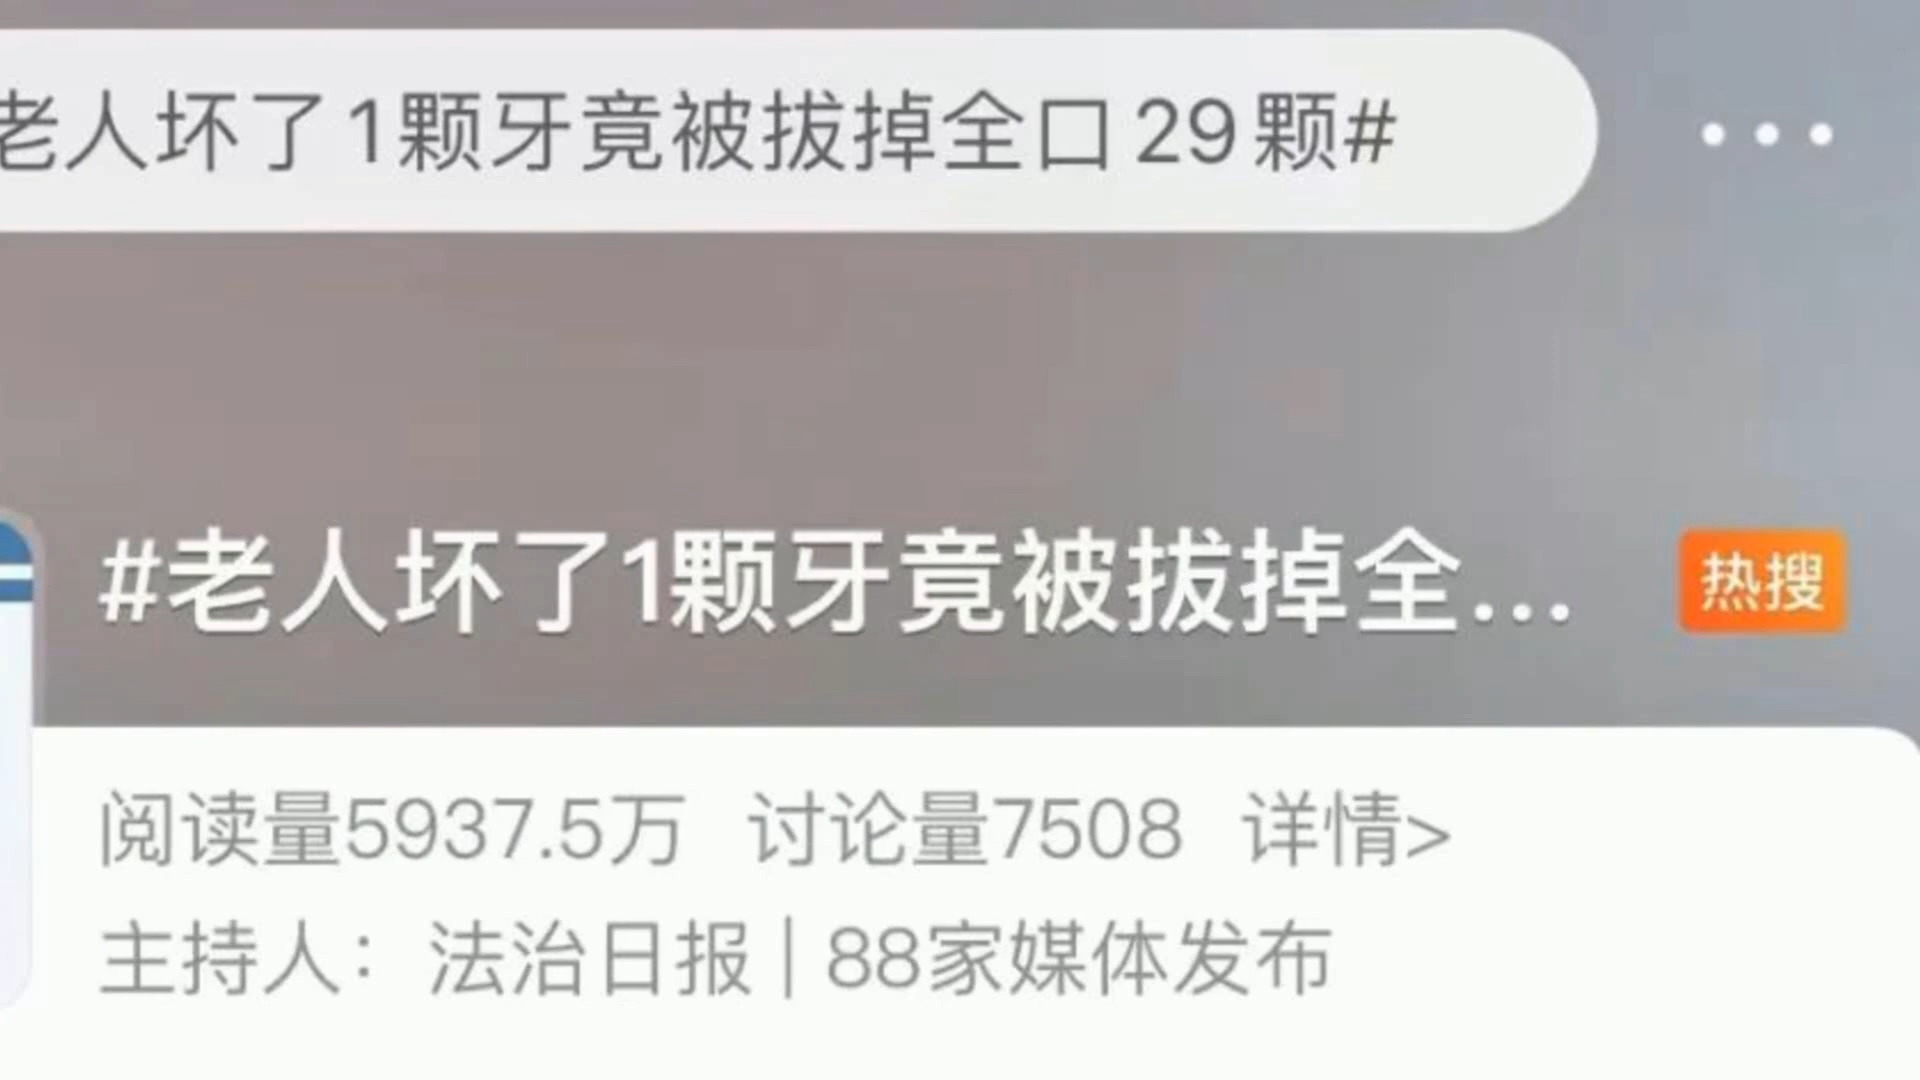 老人坏了1颗牙竟被拔掉全口29颗#
#老人坏了1颗牙竟被拔掉全...
热搜
阅读量5937.5万 讨论量7508 详情>
主持人：法治日报 | 88家媒体发布